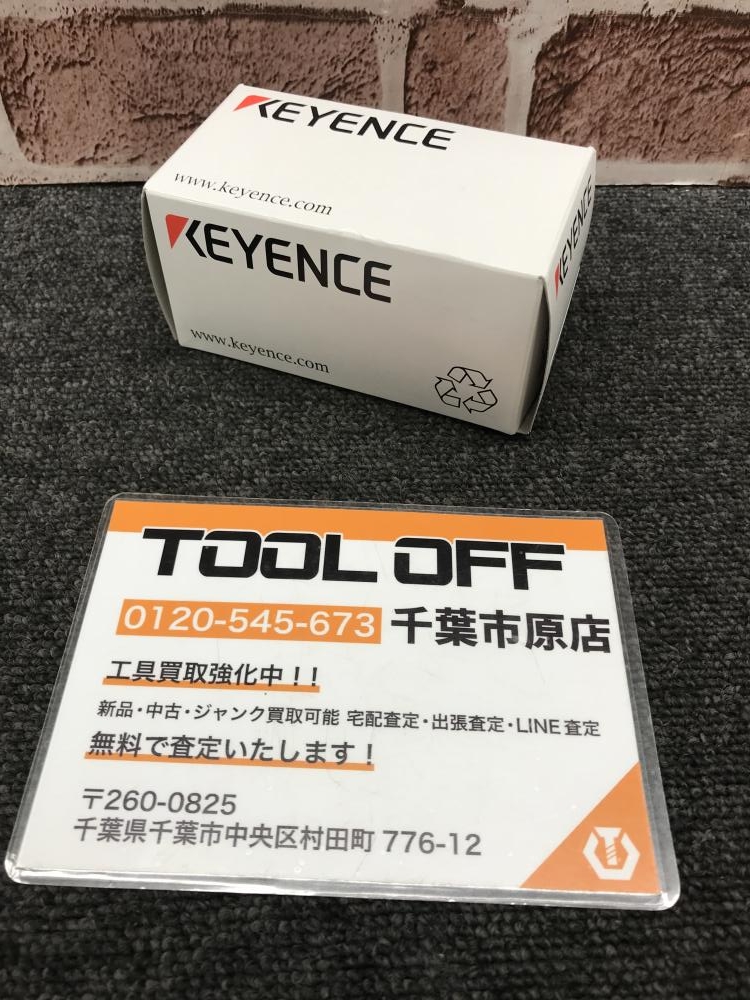 KEYENCE
www.keyence.com
KEYENCE
www.keyence.com
KEYENCE
TOOL OFF
0120-545-673 千葉市原店
工具買取強化中！！
新品・中古・ジャンク買取可能 宅配査定・出張査定・LINE査定
無料で査定いたします！
〒260-0825
千葉県千葉市中央区村田町 776-12